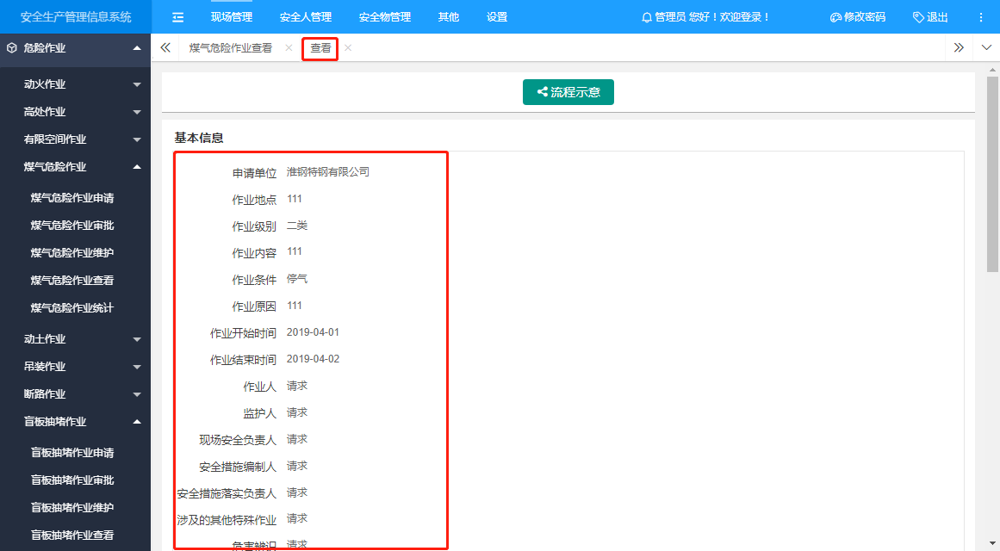 安全生产管理信息系统
现场管理 安全人管理 安全物管理 其他 设置
管理员 您好！欢迎登录！ 修改密码 退出
危险作业
动火作业
高处作业
有限空间作业
煤气危险作业
煤气危险作业申请
煤气危险作业审批
煤气危险作业维护
煤气危险作业查看
煤气危险作业统计
动土作业
吊装作业
断路作业
盲板抽堵作业
盲板抽堵作业申请
盲板抽堵作业审批
盲板抽堵作业维护
盲板抽堵作业查看
煤气危险作业查看 查看
流程示意
基本信息
申请单位 淮钢特钢有限公司
作业地点 111
作业级别 二类
作业内容 111
作业条件 停气
作业原因 111
作业开始时间 2019-04-01
作业结束时间 2019-04-02
作业人 请求
监护人 请求
现场安全负责人 请求
安全措施编制人 请求
安全措施落实负责人 请求
涉及的其他特殊作业 请求
危害辨识 请求